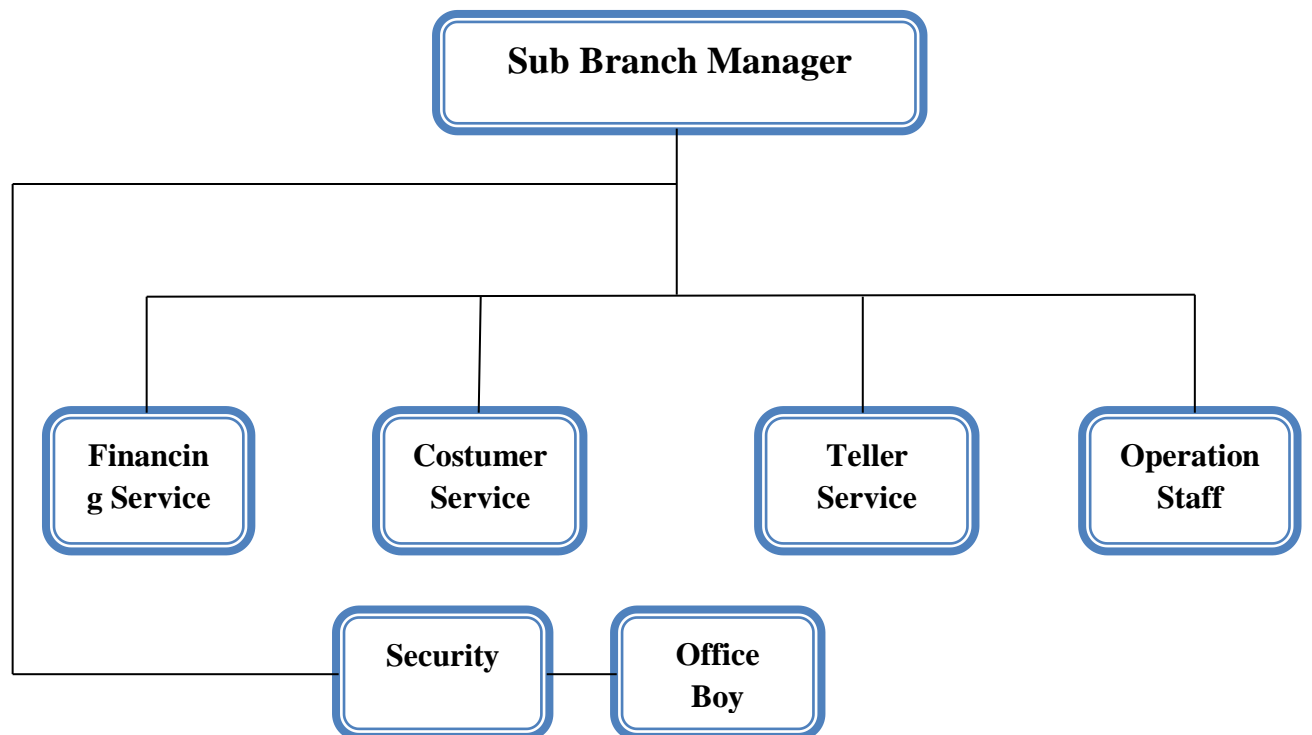 Sub Branch Manager
Financin
g Service
Costumer
Service
Teller
Service
Operation
Staff
Security
Office
Boy